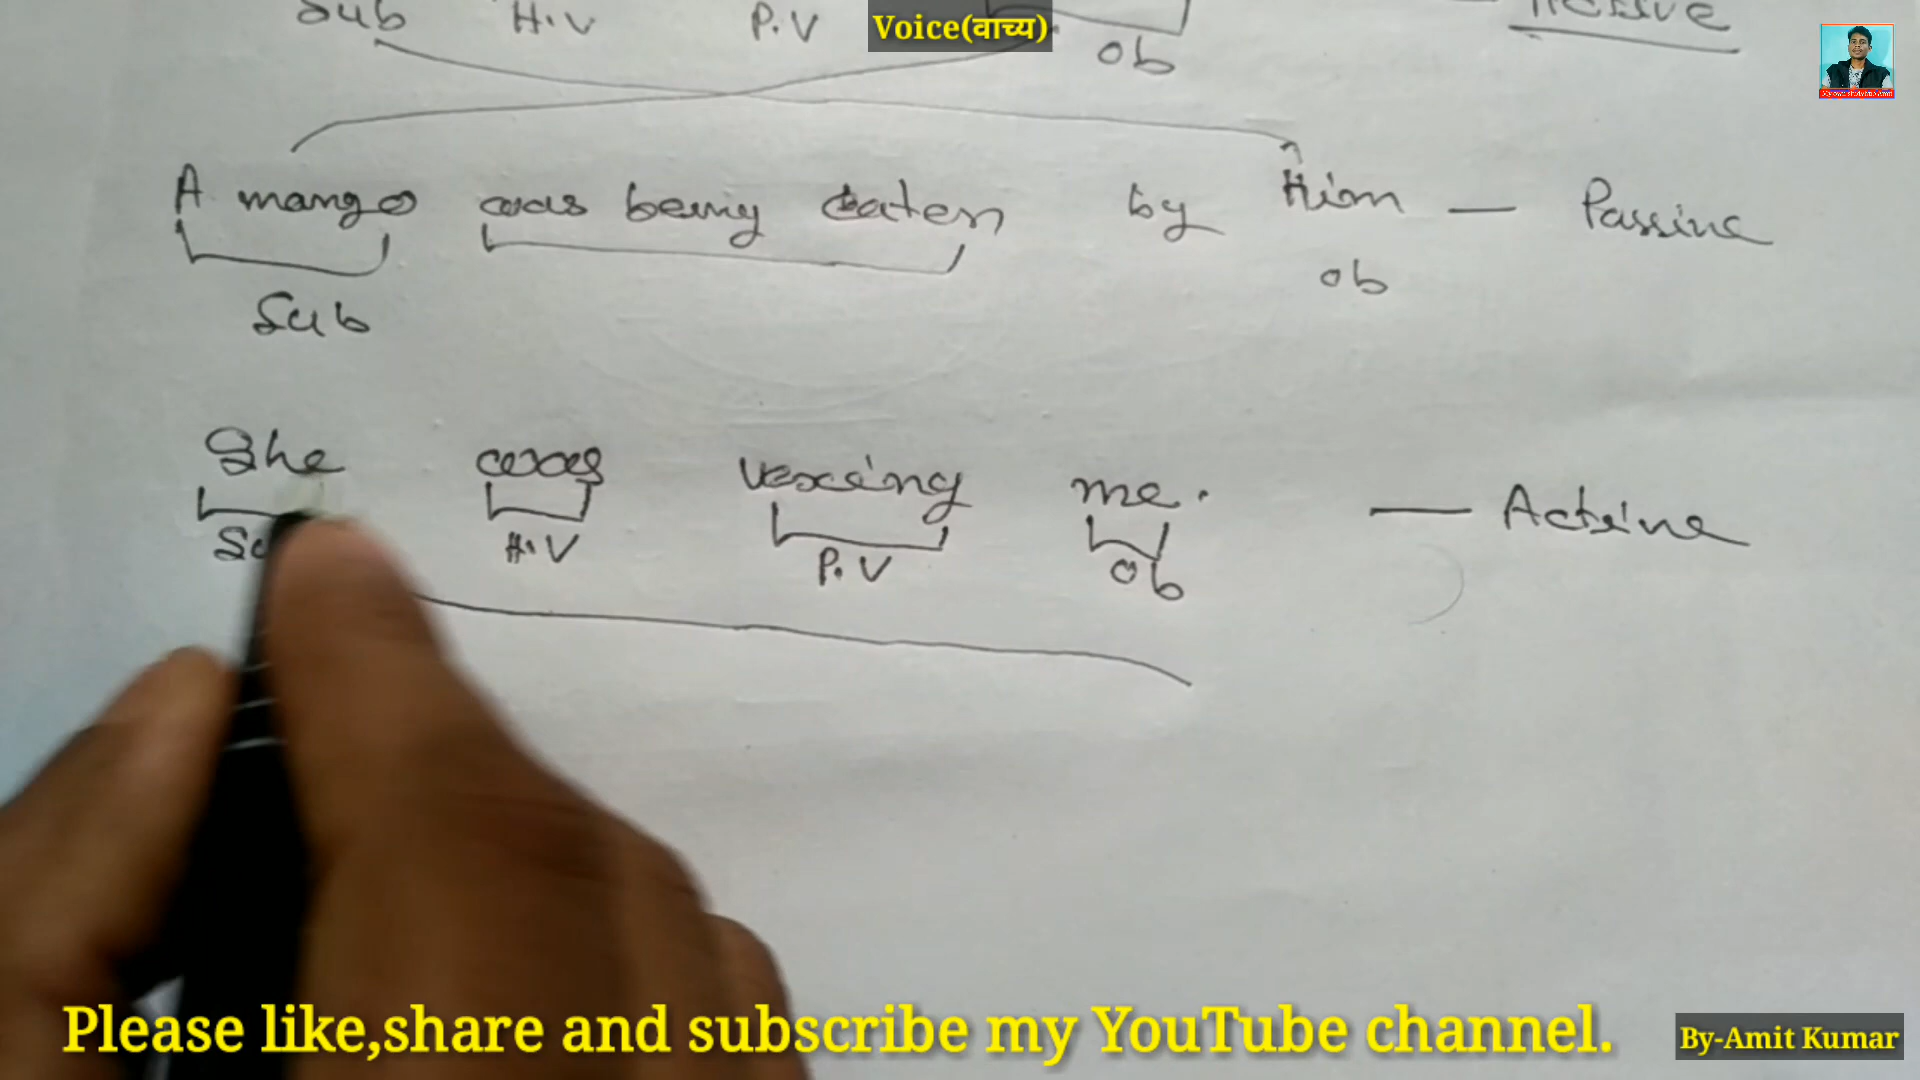 Sub H.V P.V ob Active
Voice(वाच्य)
A mango was being eaten by Him — Passive
Sub ob
She was vexing me. — Active
H.V P.V ob
Please like,share and subscribe my YouTube channel.
By-Amit Kumar